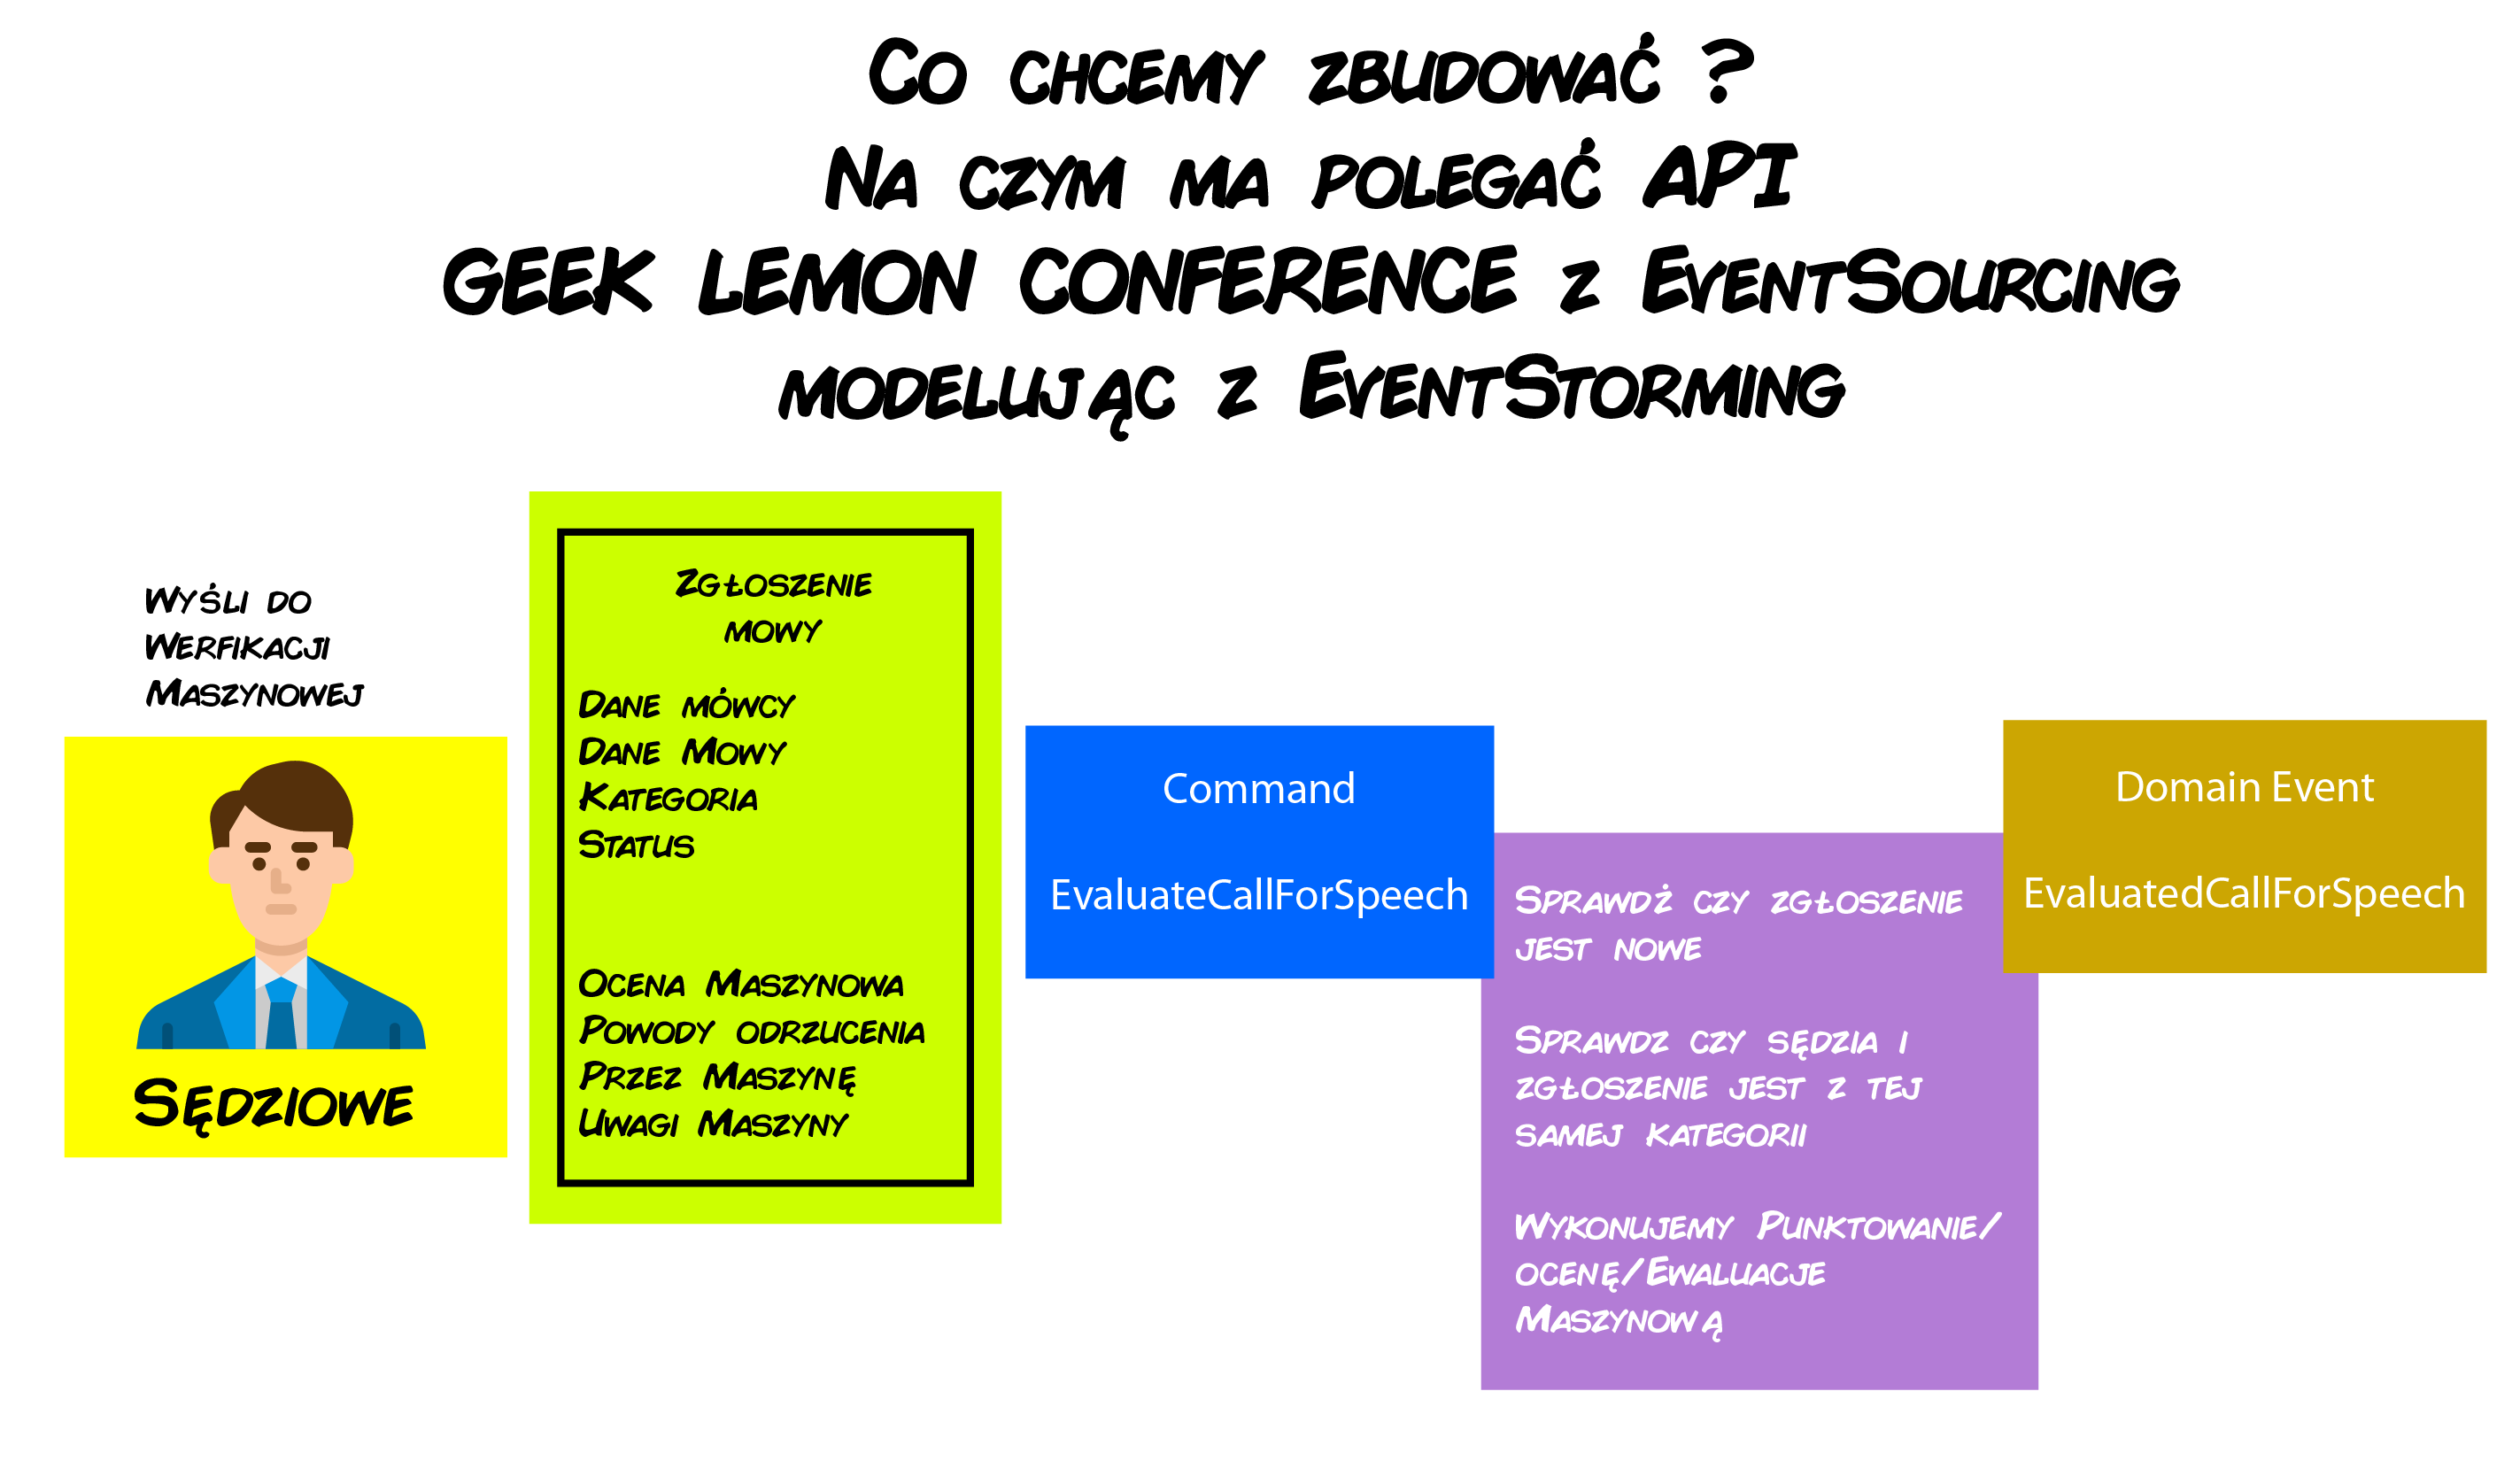 Co chcemy zbudować ?
Na czym ma polegać API
GEEK LEMON CONFERENCE z EventSourcing
modelując z EventStorming
Wyśli do
Werfikacji
Maszynowej
Sędziowe
Zgłoszenie
mowy
Dane mówcy
Dane Mowy
Kategoria
Status
Ocena Maszynowa
Powody odrzucenia
Przez Maszynę
Uwagi Maszyny
Command
EvaluateCallForSpeech
Sprawdż czy zgłoszenie
jest nowe
Sprawdz czy sędzia i
zgłoszenie jest z tej
samej kategorii
Wykonujemy Punktowanie/
ocenę/Ewaluacje
Maszynową
Domain Event
EvaluatedCallForSpeech